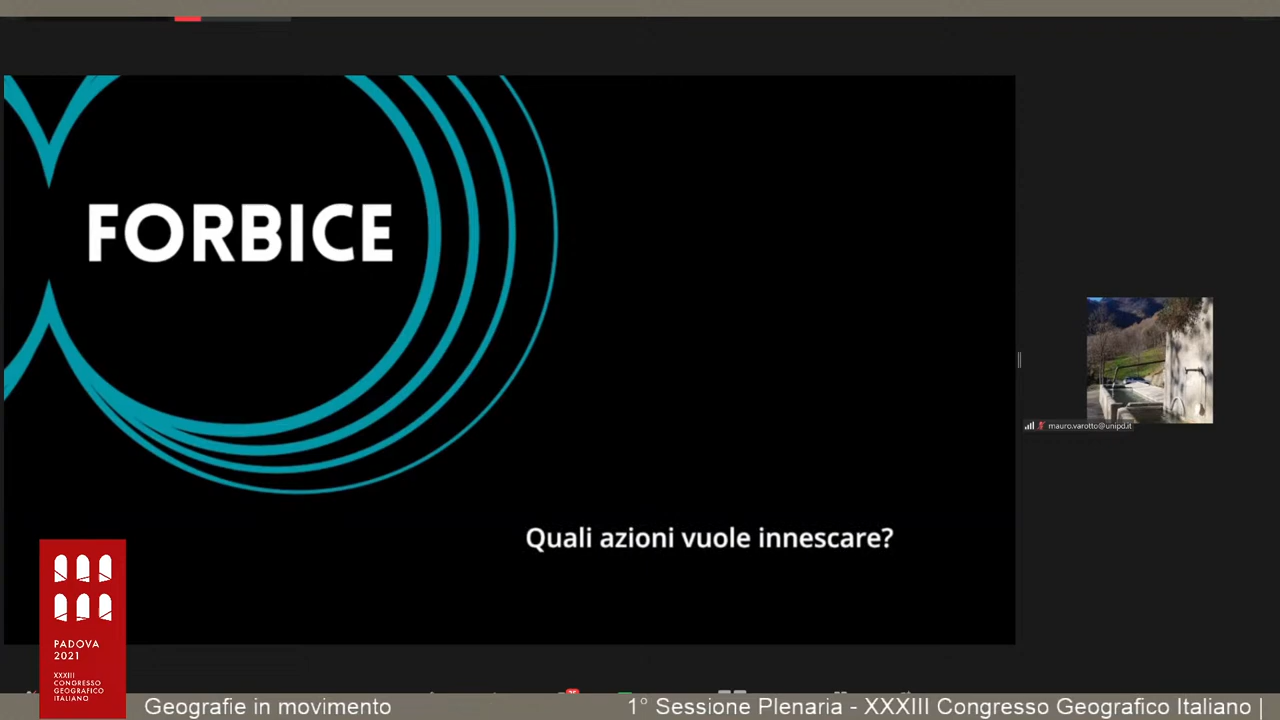 FORBICE
Quali azioni vuole innescare?
mauro.varotto@unipd.it
PADOVA
2021
XXXIII
CONGRESSO
GEOGRAFICO
ITALIANO
Geografie in movimento
1° Sessione Plenaria - XXXIII Congresso Geografico Italiano |